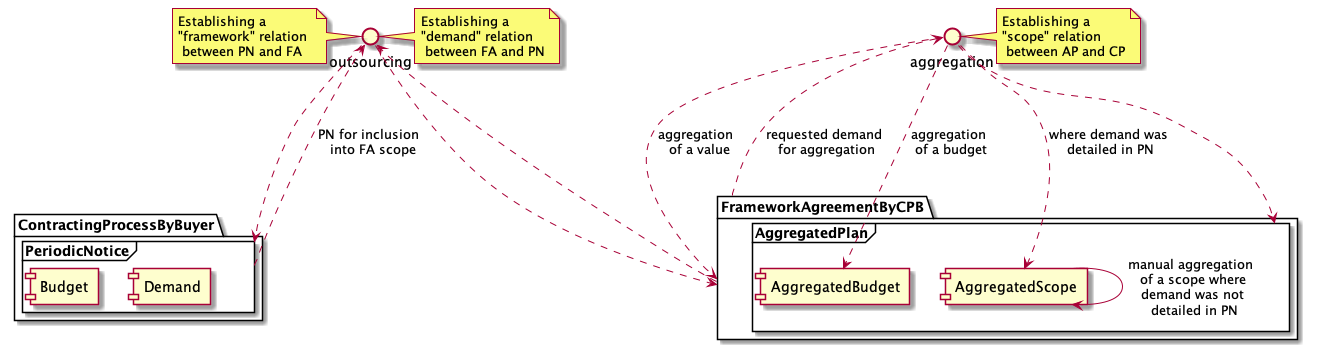 Establishing a
"framework" relation
between PN and FA
Establishing a
"demand" relation
between FA and PN
Establishing a
"scope" relation
between AP and CP
outsourcing
aggregation
PN for inclusion
into FA scope
aggregation
of a value
requested demand
for aggregation
aggregation
of a budget
where demand was
detailed in PN
ContractingProcessByBuyer
PeriodicNotice
Budget
Demand
FrameworkAgreementByCPB
AggregatedPlan
AggregatedBudget
AggregatedScope
manual aggregation
of a scope where
demand was not
detailed in PN